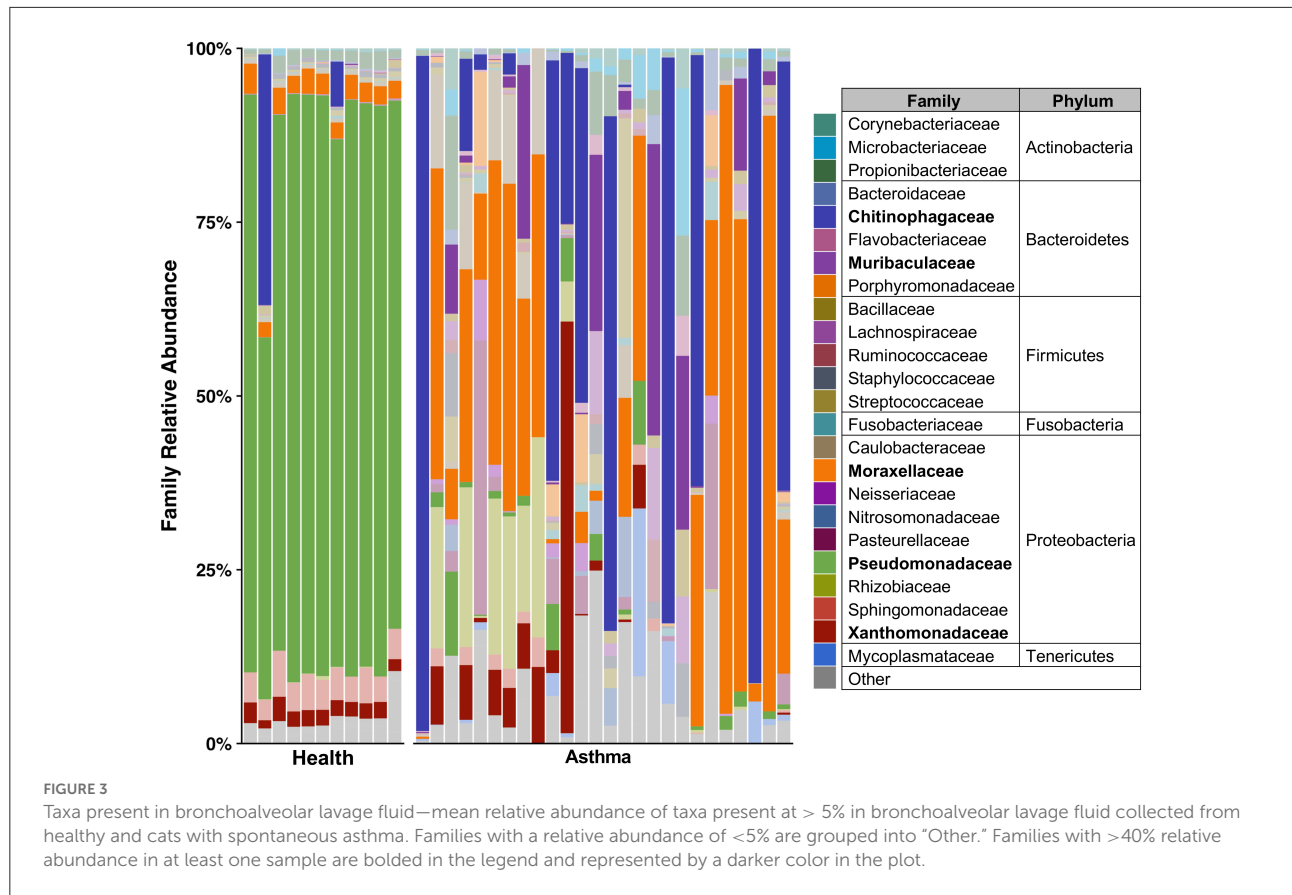 100%
75%
50%
25%
0%
Family Relative Abundance
Health
Asthma
Family Phylum
Corynebacteriaceae
Microbacteriaceae
Propionibacteriaceae
Actinobacteria
Bacteroidaceae
Chitinophagaceae
Flavobacteriaceae
Muribaculaceae
Porphyromonadaceae
Bacteroidetes
Bacillaceae
Lachnospiraceae
Ruminococcaceae
Staphylococcaceae
Streptococcaceae
Firmicutes
Fusobacteriaceae Fusobacteria
Caulobacteraceae
Moraxellaceae
Neisseriaceae
Nitrosomonadaceae
Pasteurellaceae
Pseudomonadaceae
Rhizobiaceae
Sphingomonadaceae
Xanthomonadaceae
Proteobacteria
Mycoplasmataceae Tenericutes
Other
FIGURE 3
Taxa present in bronchoalveolar lavage fluid—mean relative abundance of taxa present at > 5% in bronchoalveolar lavage fluid collected from
healthy and cats with spontaneous asthma. Families with a relative abundance of <5% are grouped into "Other." Families with >40% relative
abundance in at least one sample are bolded in the legend and represented by a darker color in the plot.